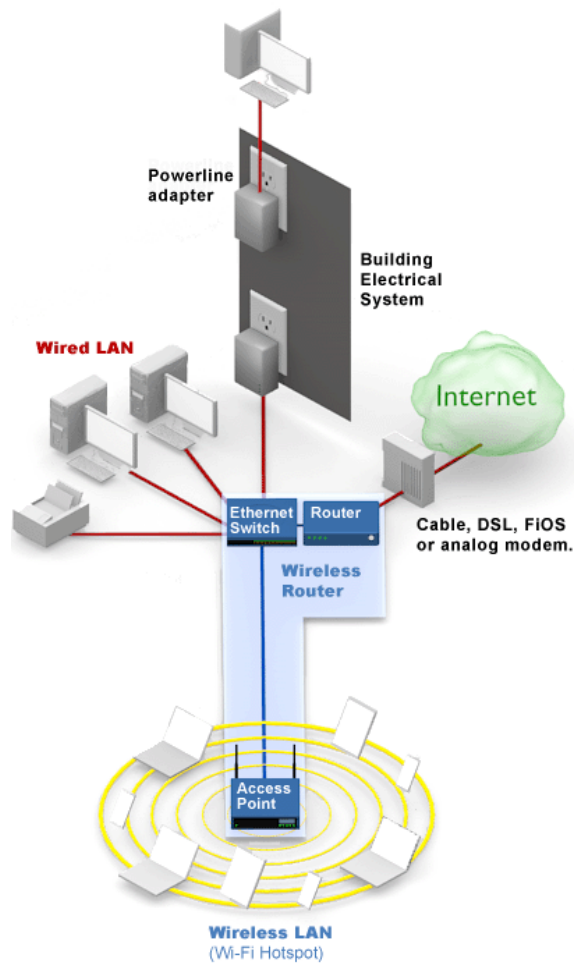 Powerline
adapter
Building
Electrical
System
Wired LAN
Internet
Ethernet
Switch
Router
Cable, DSL, FiOS
or analog modem.
Wireless
Router
Access
Point
Wireless LAN
(Wi-Fi Hotspot)